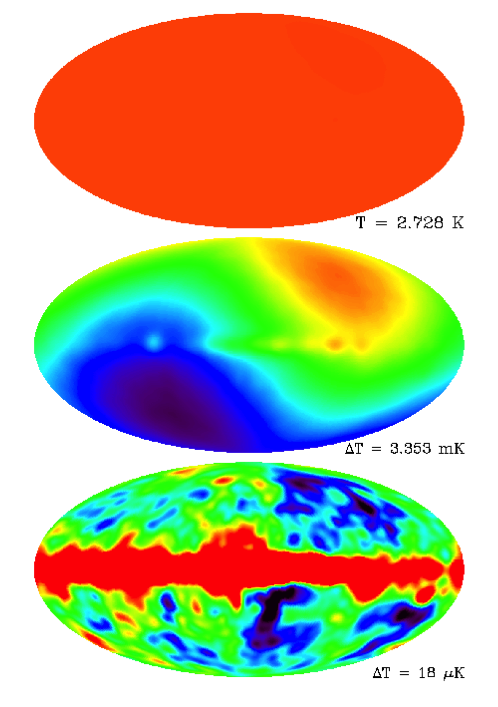 T = 2.728 K
ΔT = 3.353 mK
ΔT = 18 μK